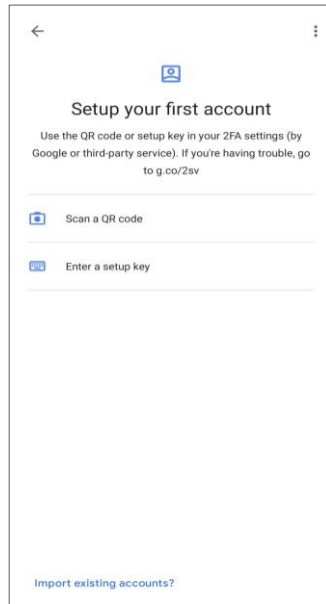 Setup your first account
Use the QR code or setup key in your 2FA settings (by
Google or third-party service). If you're having trouble, go
to g.co/2sv
Scan a QR code
Enter a setup key
Import existing accounts?